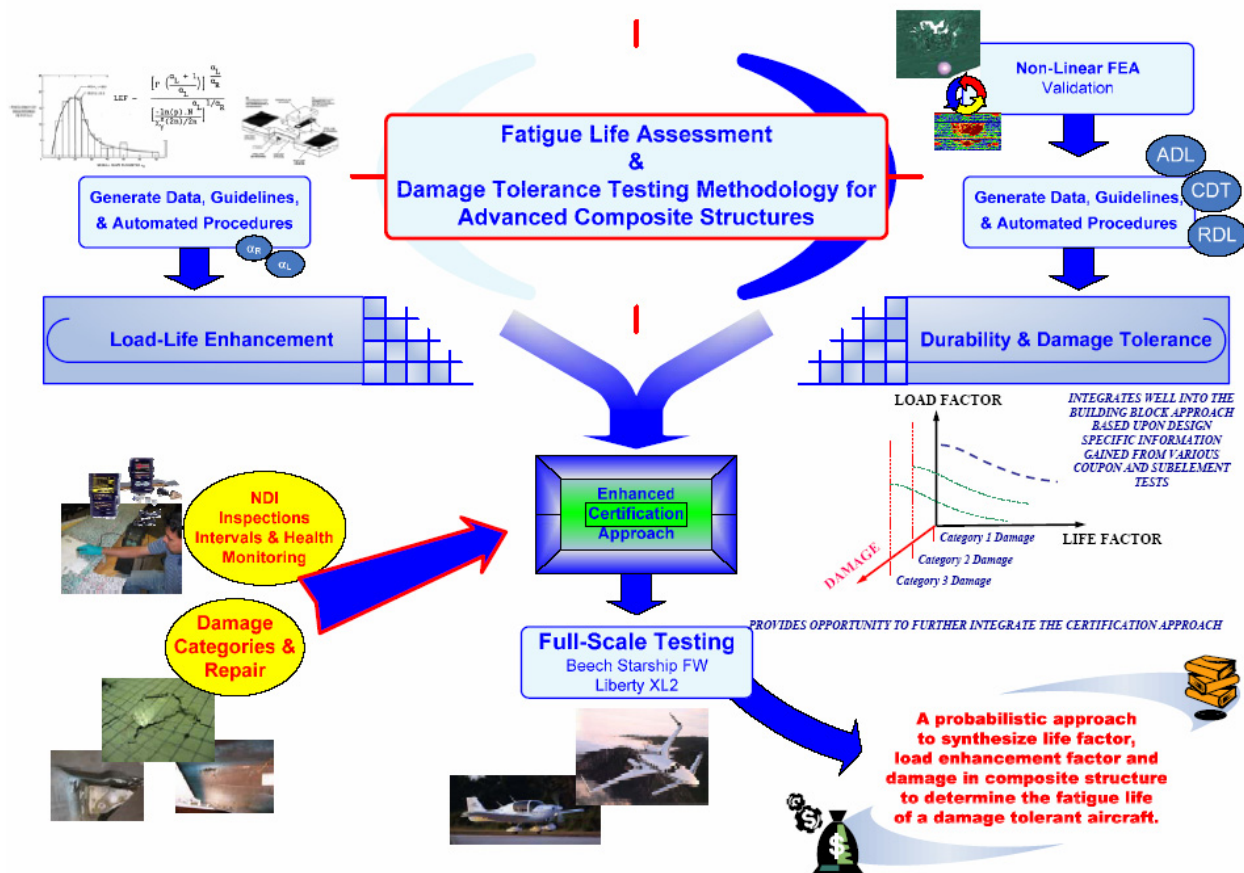 Fatigue Life Assessment
&
Damage Tolerance Testing Methodology for
Advanced Composite Structures
LEF =
Generate Data, Guidelines,
& Automated Procedures
αR
αL
Load-Life Enhancement
Non-Linear FEA
Validation
ADL
CDT
RDL
Generate Data, Guidelines,
& Automated Procedures
Durability & Damage Tolerance
LOAD FACTOR
INTEGRATES WELL INTO THE
BUILDING BLOCK APPROACH
BASED UPON DESIGN
SPECIFIC INFORMATION
GAINED FROM VARIOUS
COUPON AND SUBELEMENT
TESTS
LIFE FACTOR
DAMAGE
Category 1 Damage
Category 2 Damage
Category 3 Damage
NDI
Inspections
Intervals & Health
Monitoring
Damage
Categories &
Repair
Enhanced
Certification
Approach
Full-Scale Testing
Beech Starship FW
Liberty XL2
PROVIDES OPPORTUNITY TO FURTHER INTEGRATE THE CERTIFICATION APPROACH
A probabilistic approach
to synthesize life factor,
load enhancement factor and
damage in composite structure
to determine the fatigue life
of a damage tolerant aircraft.
$
$